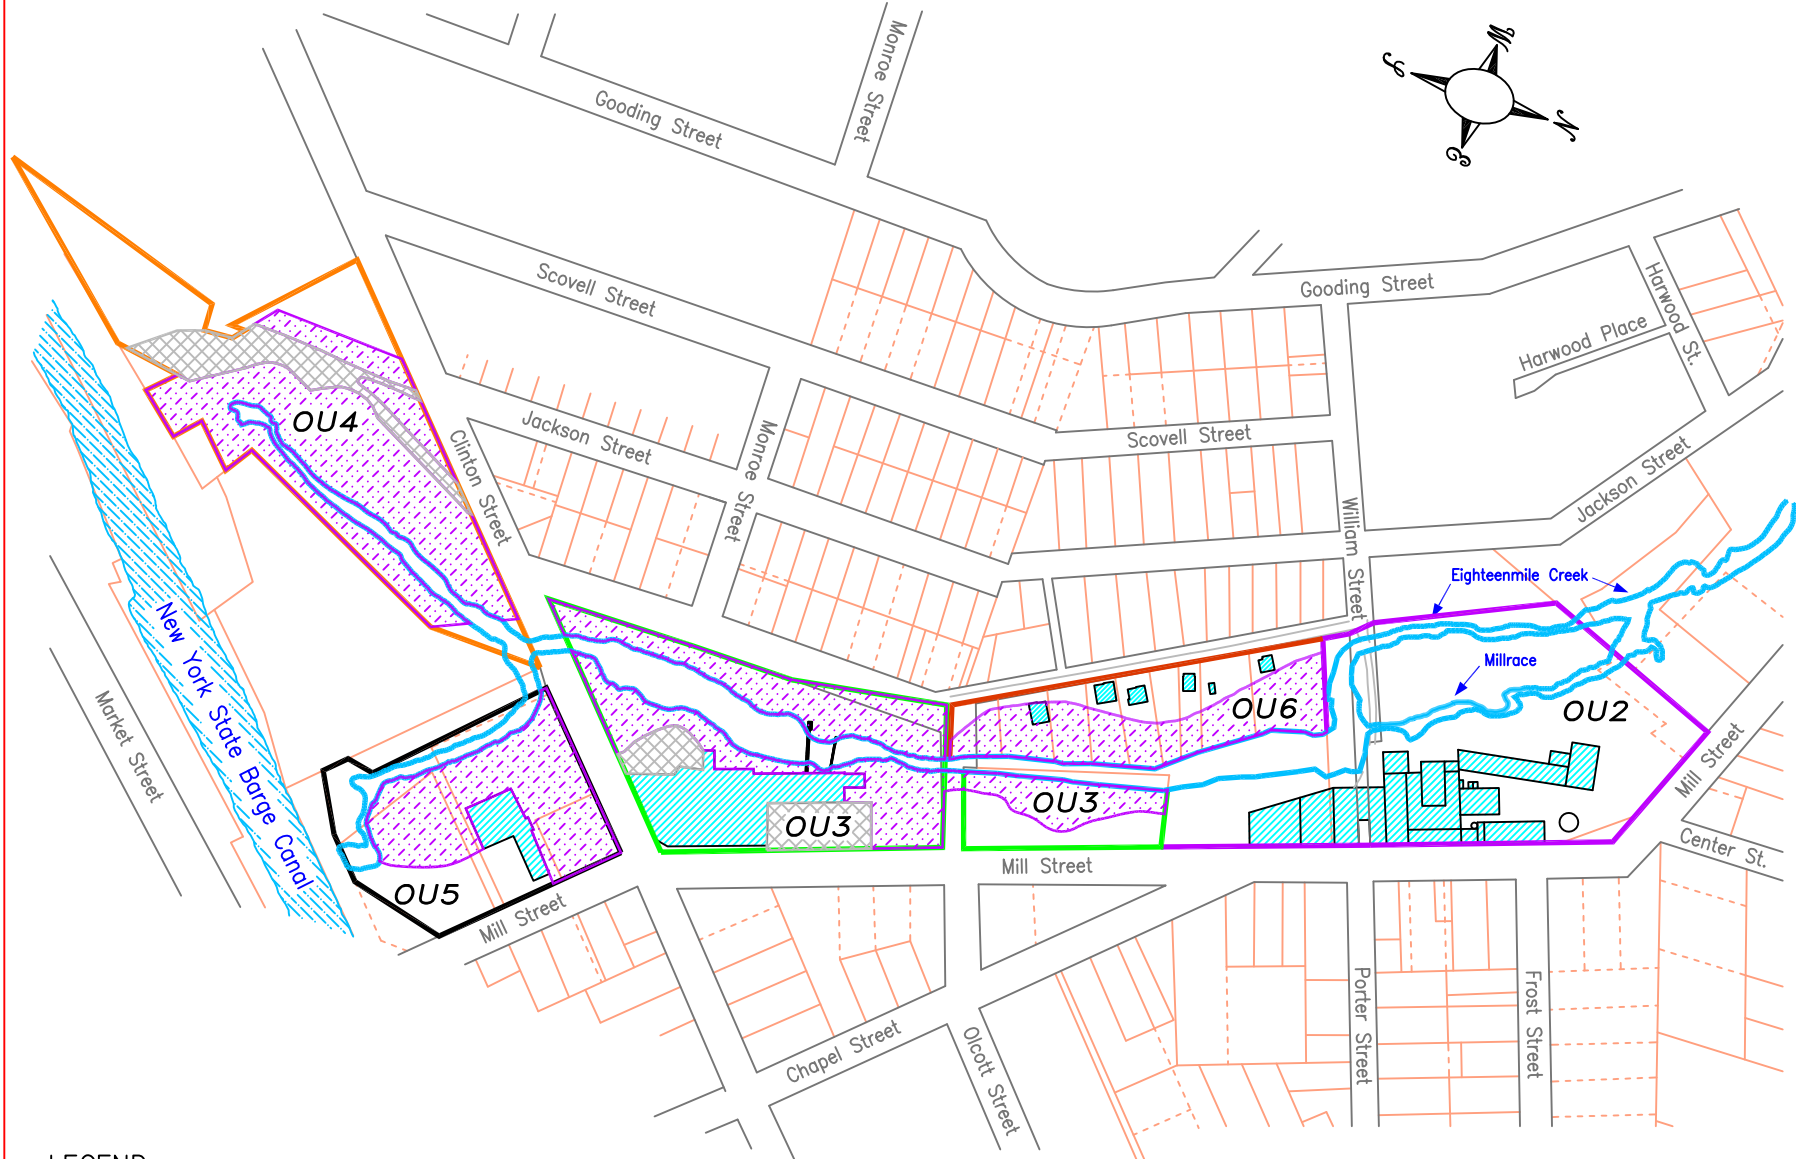 Monroe Street
W
S
N
E
Gooding Street
Scovell Street
Gooding Street
Harwood St.
Harwood Place
OU4
Jackson Street
Clinton Street
Monroe Street
Scovell Street
Jackson Street
William Street
Eighteenmile Creek
Millrace
New York State Barge Canal
Market Street
OU6
OU2
Mill Street
OU3
OU3
Center St.
Mill Street
OU5
Mill Street
Chapel Street
Olcott Street
Porter Street
Frost Street
LEGEND